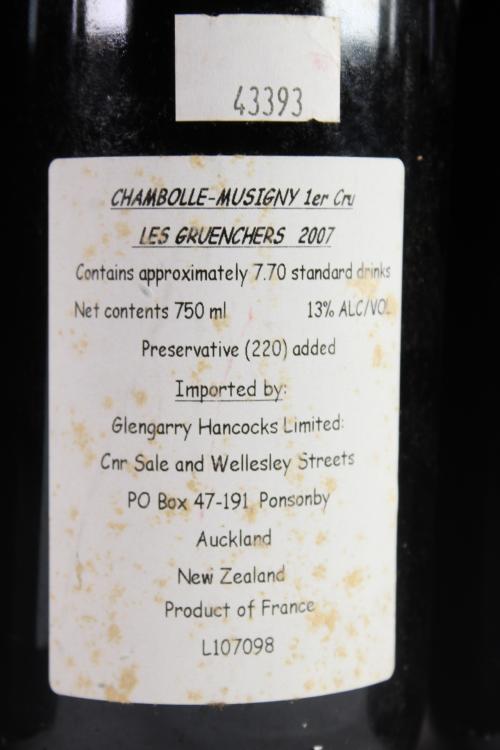 43393
CHAMBOLLE-MUSIGNY 1er Cru
LES GRUENCHERS 2007
Contains approximately 7.70 standard drinks
Net contents 750 ml 13% ALC/VOL
Preservative (220) added
Imported by:
Glengarry Hancocks Limited:
Cnr Sale and Wellesley Streets
PO Box 47-191 Ponsonby
Auckland
New Zealand
Product of France
L107098